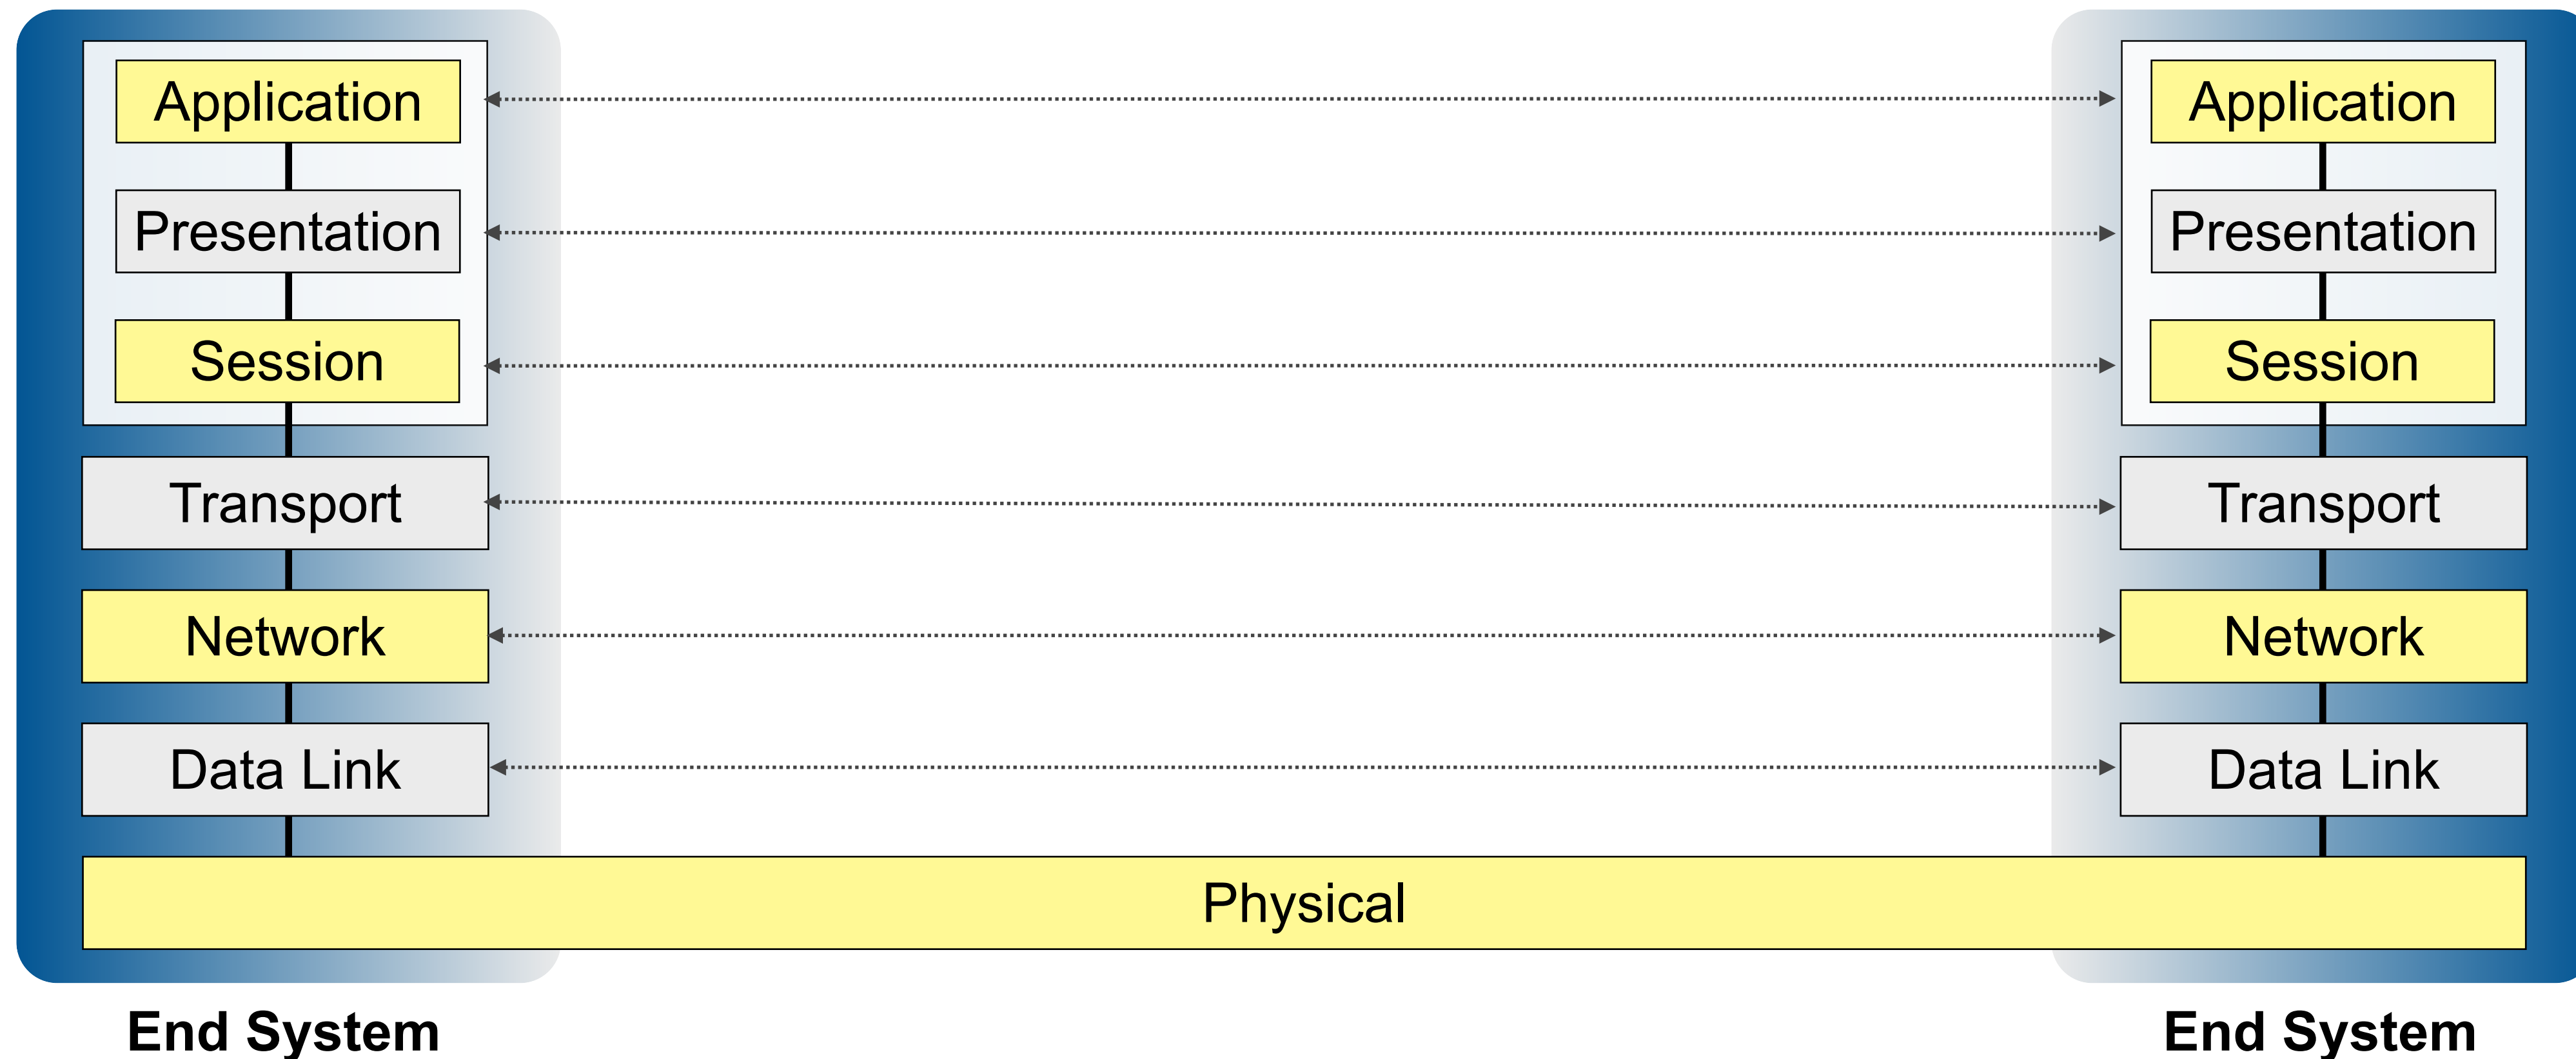 Application
Application
Presentation
Presentation
Session
Session
Transport
Transport
Network
Network
Data Link
Data Link
Physical
End System
End System